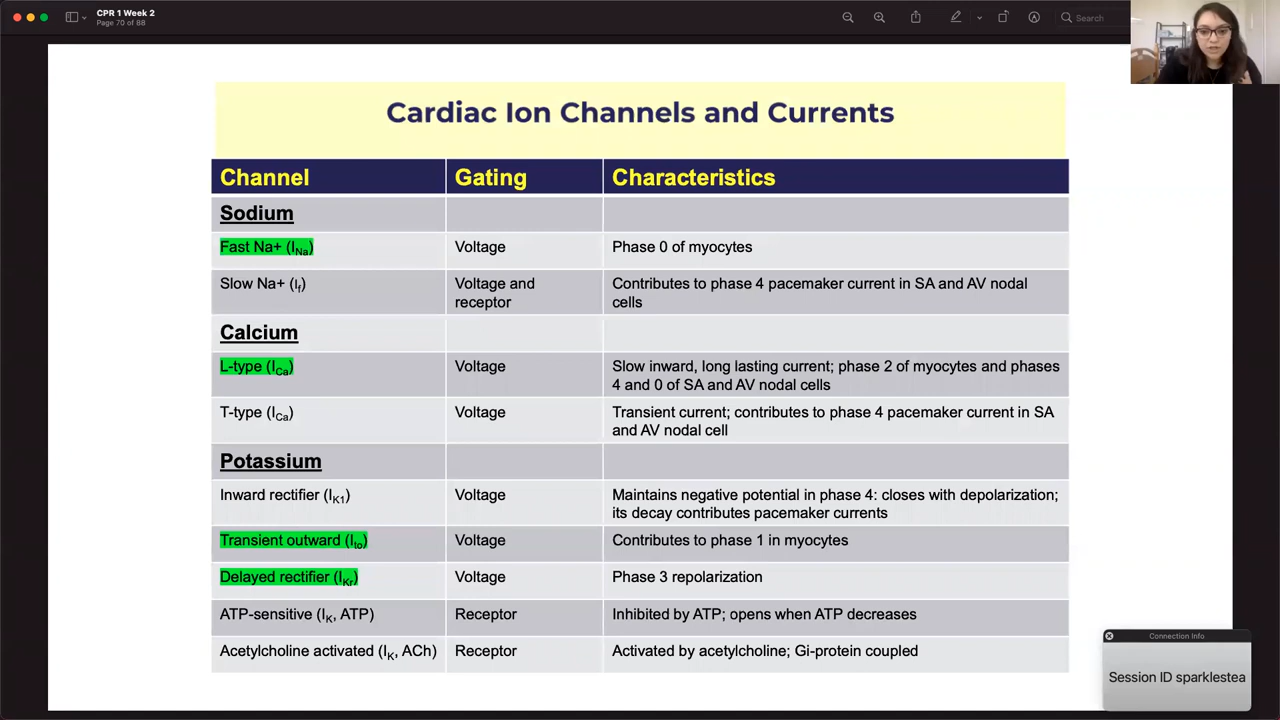 CPR 1 Week 2
Page 70 of 88
Search
Cardiac Ion Channels and Currents
Channel Gating Characteristics
Sodium
Fast Na+ (INa) Voltage Phase 0 of myocytes
Slow Na+ (If) Voltage and receptor Contributes to phase 4 pacemaker current in SA and AV nodal
cells
Calcium
L-type (ICa) Voltage Slow inward, long lasting current; phase 2 of myocytes and phases
4 and 0 of SA and AV nodal cells
T-type (ICa) Voltage Transient current; contributes to phase 4 pacemaker current in SA
and AV nodal cell
Potassium
Inward rectifier (IK1) Voltage Maintains negative potential in phase 4: closes with depolarization;
its decay contributes pacemaker currents
Transient outward (Ito) Voltage Contributes to phase 1 in myocytes
Delayed rectifier (IKr) Voltage Phase 3 repolarization
ATP-sensitive (IK, ATP) Receptor Inhibited by ATP; opens when ATP decreases
Acetylcholine activated (IK, ACh) Receptor Activated by acetylcholine; Gi-protein coupled
Connection Info
Session ID sparklestea